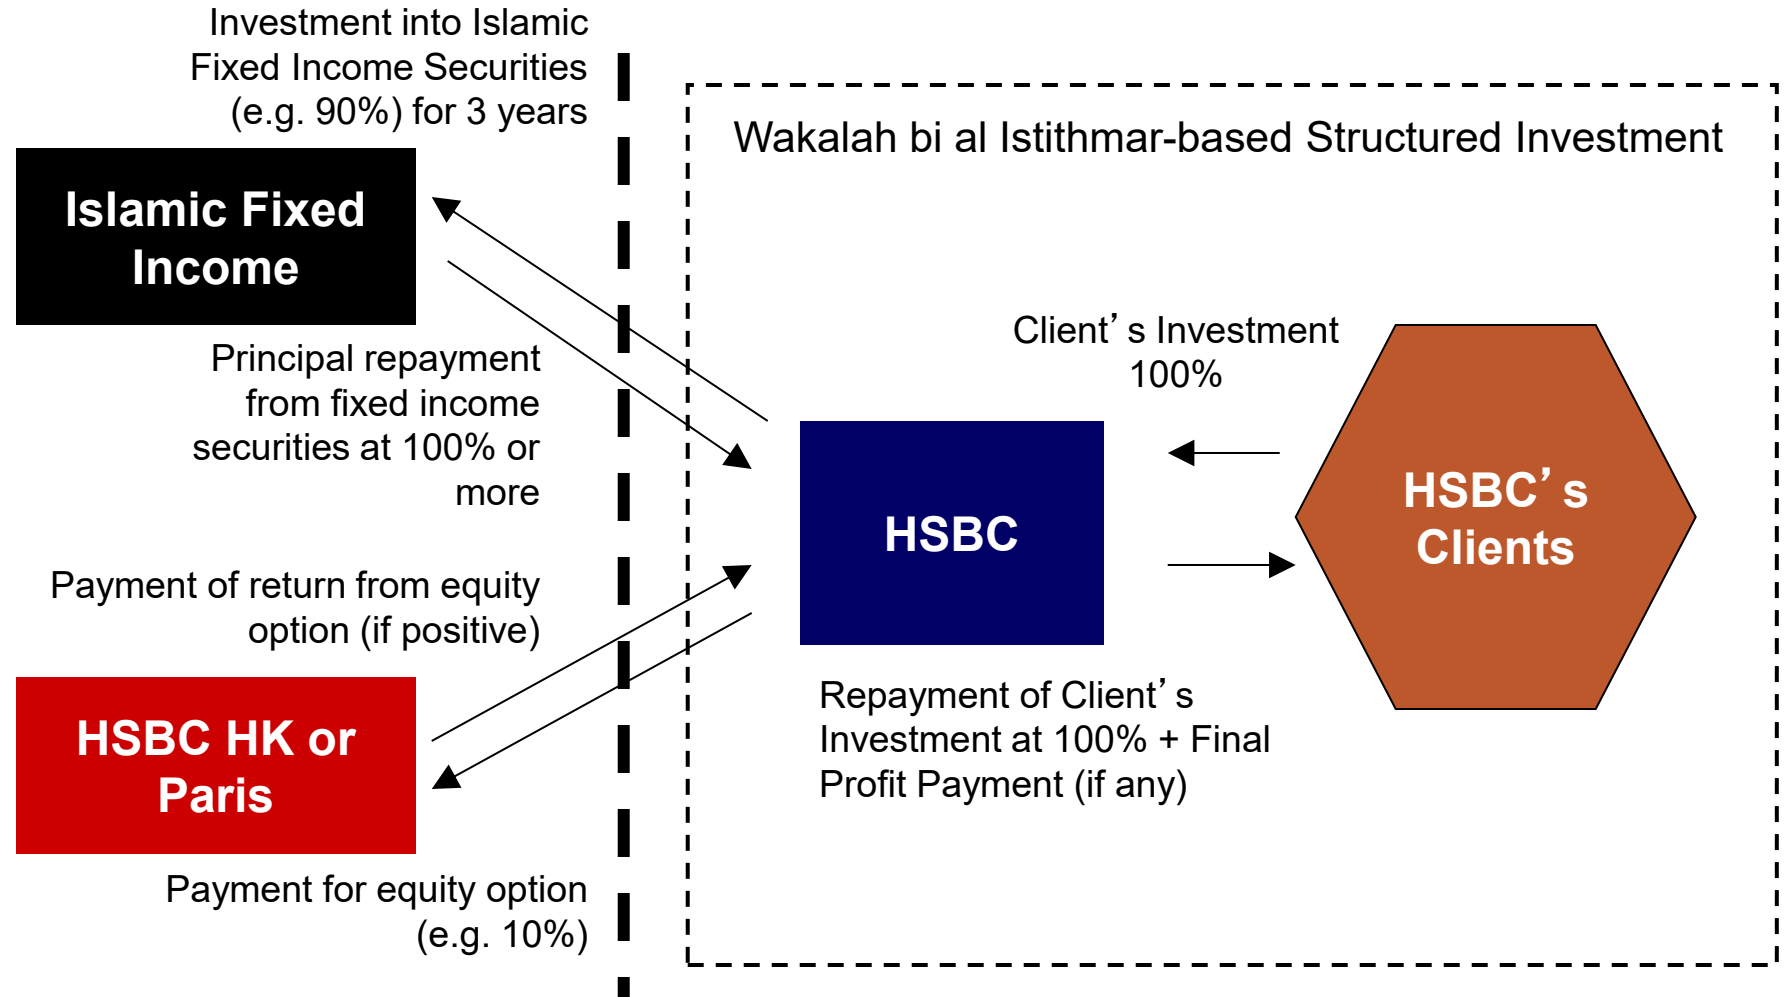 Investment into Islamic
Fixed Income Securities
(e.g. 90%) for 3 years
Wakalah bi al Istithmar-based Structured Investment
Islamic Fixed
Income
Client’s Investment
100%
Principal repayment
from fixed income
securities at 100% or
more
HSBC
HSBC’s
Clients
Payment of return from equity
option (if positive)
HSBC HK or
Paris
Repayment of Client’s
Investment at 100% + Final
Profit Payment (if any)
Payment for equity option
(e.g. 10%)